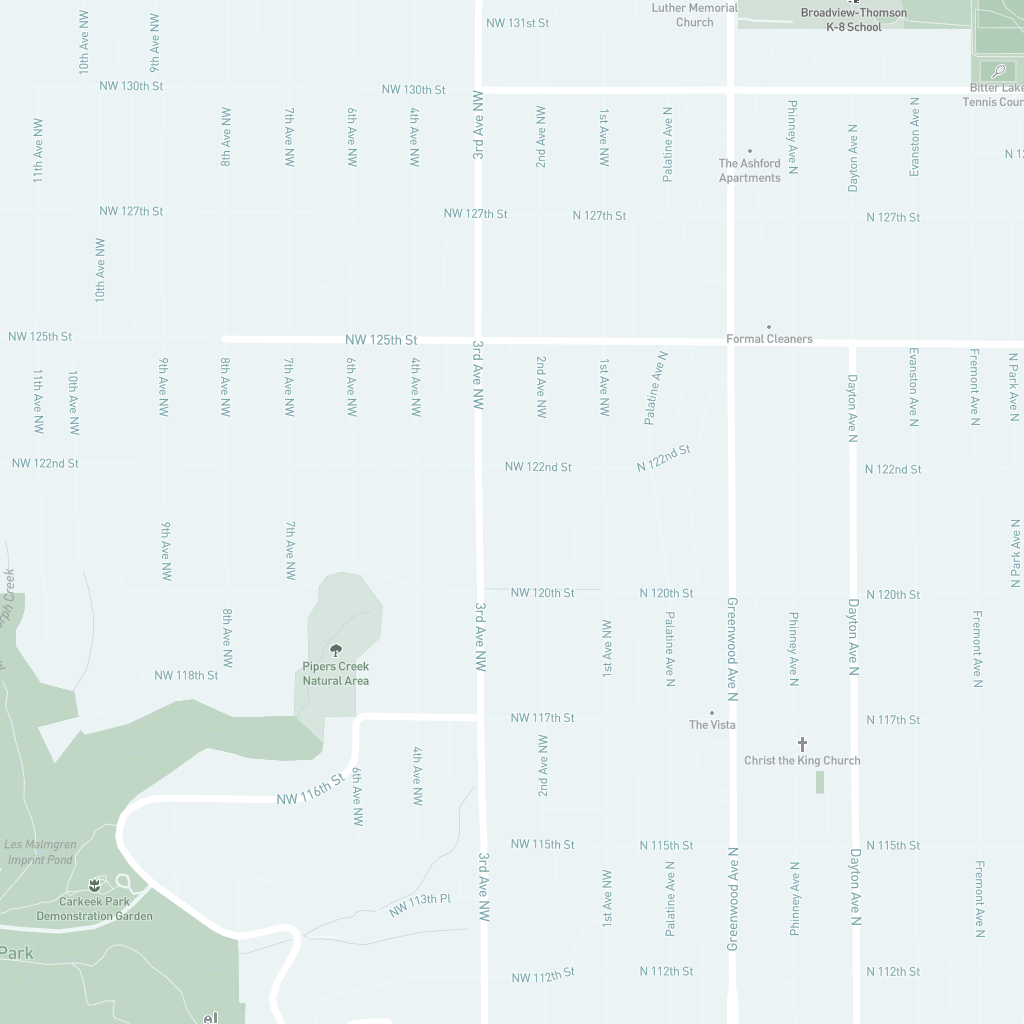 10th Ave NW
9th Ave NW
NW 131st St
Luther Memorial
Church
Broadview-Thomson
K-8 School
NW 130th St
NW 130th St
Bitter Lake
11th Ave NW
8th Ave NW
7th Ave NW
6th Ave NW
4th Ave NW
3rd Ave NW
2nd Ave NW
1st Ave NW
Palatine Ave N
The Ashford
Apartments
Phinney Ave N
Dayton Ave N
Evanston Ave N
NW 127th St
NW 127th St
N 127th St
N 127th St
10th Ave NW
NW 125th St
NW 125th St
Formal Cleaners
11th Ave NW
10th Ave NW
9th Ave NW
8th Ave NW
7th Ave NW
6th Ave NW
4th Ave NW
3rd Ave NW
2nd Ave NW
1st Ave NW
Palatine Ave N
Dayton Ave N
Evanston Ave N
Fremont Ave N
N Park Ave N
NW 122nd St
NW 122nd St
N 122nd St
N 122nd St
9th Ave NW
7th Ave NW
N Park Ave N
NW 120th St
N 120th St
N 120th St
8th Ave NW
Pipers Creek
Natural Area
3rd Ave NW
1st Ave NW
Palatine Ave N
Greenwood Ave N
Phinney Ave N
Dayton Ave N
Fremont Ave N
NW 118th St
NW 117th St
The Vista
N 117th St
Christ the King Church
4th Ave NW
2nd Ave NW
6th Ave NW
NW 116th St
Les Malmgren
Imprint Pond
NW 115th St
N 115th St
N 115th St
Carkeek Park
Demonstration Garden
NW 113th Pl
3rd Ave NW
1st Ave NW
Palatine Ave N
Greenwood Ave N
Phinney Ave N
Dayton Ave N
Fremont Ave N
Park
NW 112th St
N 112th St
N 112th St